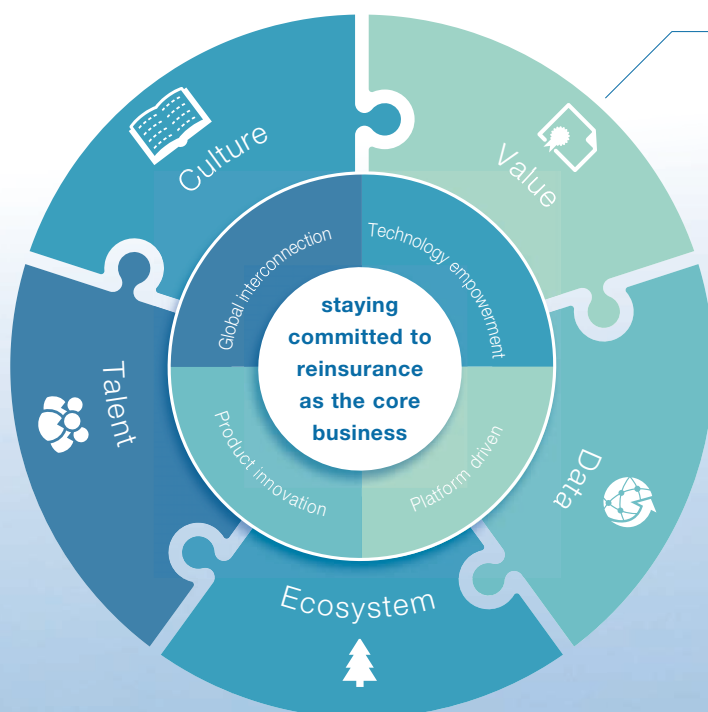 Culture
Value
Global interconnection
Technology empowerment
staying
committed to
reinsurance
as the core
business
Talent
Data
Product innovation
Platform driven
Ecosystem